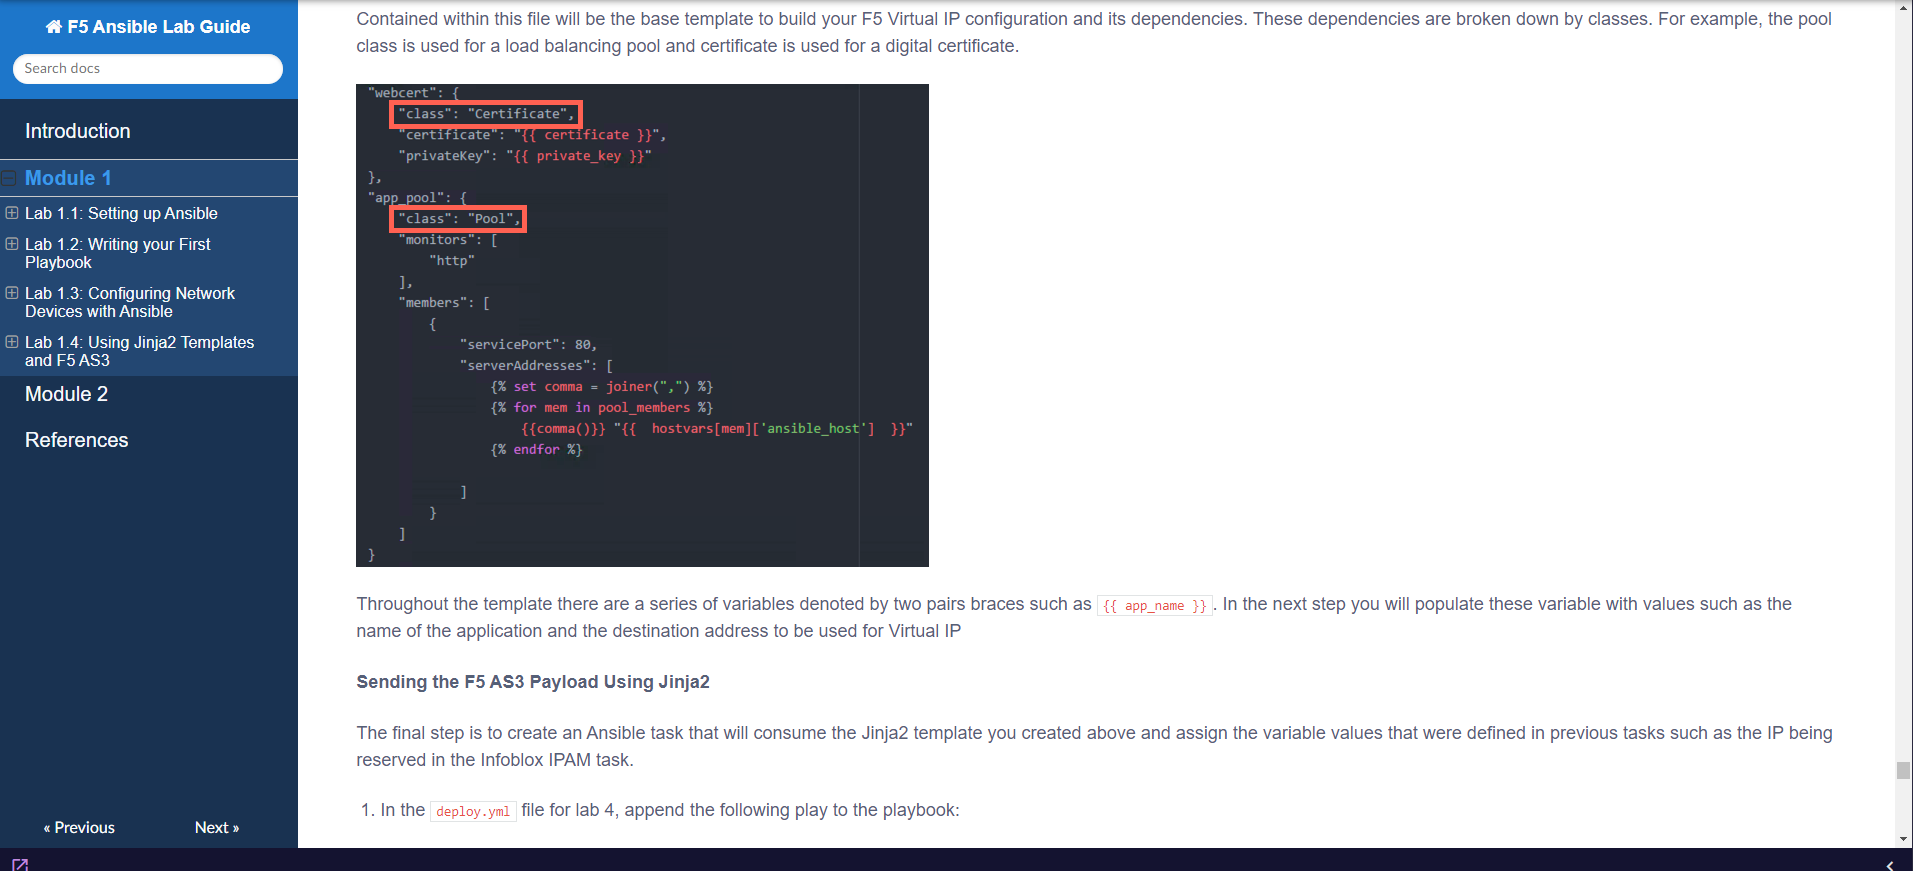 F5 Ansible Lab Guide
Search docs
Introduction
Module 1
Lab 1.1: Setting up Ansible
Lab 1.2: Writing your First
Playbook
Lab 1.3: Configuring Network
Devices with Ansible
Lab 1.4: Using Jinja2 Templates
and F5 AS3
Module 2
References
« Previous
Next »
Contained within this file will be the base template to build your F5 Virtual IP configuration and its dependencies. These dependencies are broken down by classes. For example, the pool
class is used for a load balancing pool and certificate is used for a digital certificate.
"webcert": {
"class": "Certificate",
"certificate": "{{ certificate }}",
"privateKey": "{{ private_key }}"
},
"app_pool": {
"class": "Pool",
"monitors": [
"http"
],
"members": [
{
"servicePort": 80,
"serverAddresses": [
{% set comma = joiner(",") %}
{% for mem in pool_members %}
{{comma()}} "{{  hostvars[mem]['ansible_host']  }}"
{% endfor %}
]
}
]
}
Throughout the template there are a series of variables denoted by two pairs braces such as {{ app_name }}. In the next step you will populate these variable with values such as the
name of the application and the destination address to be used for Virtual IP
Sending the F5 AS3 Payload Using Jinja2
The final step is to create an Ansible task that will consume the Jinja2 template you created above and assign the variable values that were defined in previous tasks such as the IP being
reserved in the Infoblox IPAM task.
1. In the deploy.yml file for lab 4, append the following play to the playbook: